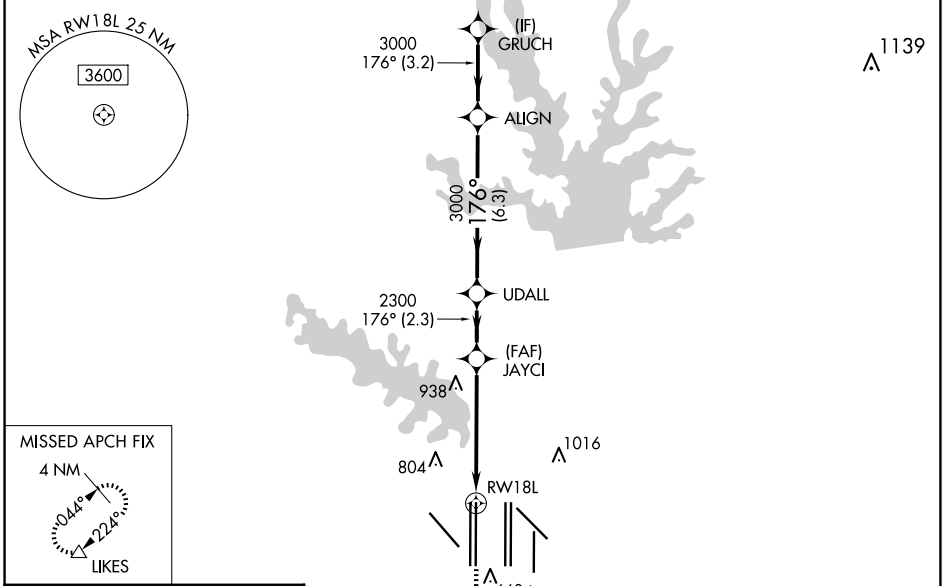 MSA RW18L 25 NM
3600
(IF)
GRUCH
3000
176° (3.2)
1139
ALIGN
3000
176°
(6.3)
UDALL
2300
176° (2.3)
(FAF)
JAYCI
938
804
1016
RW18L
MISSED APCH FIX
4 NM
044°
224°
LIKES